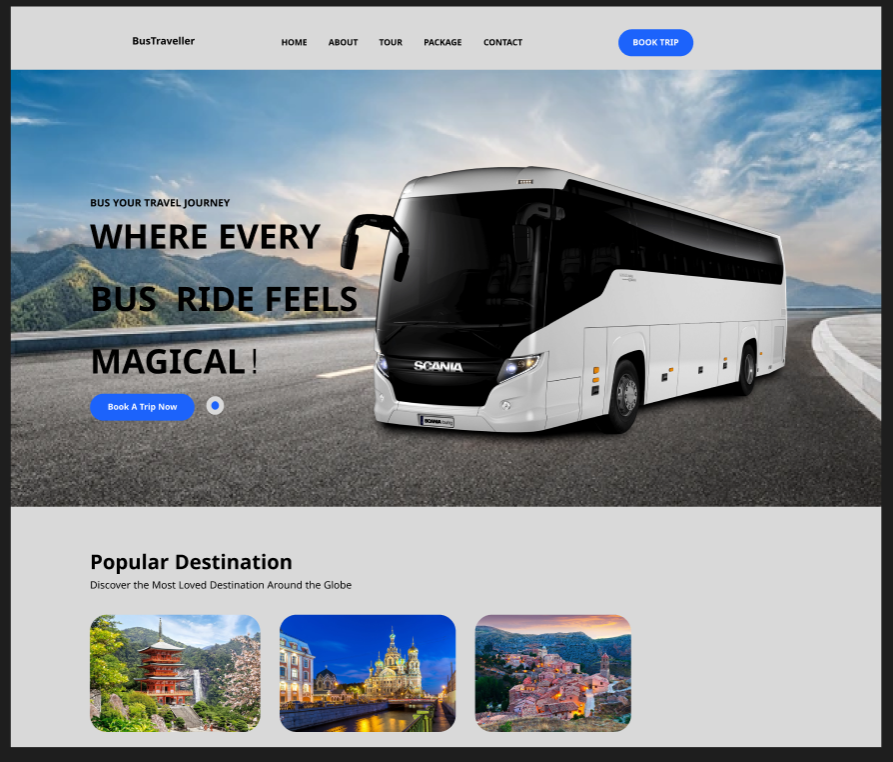 BusTraveller
HOME ABOUT TOUR PACKAGE CONTACT
BOOK TRIP
BUS YOUR TRAVEL JOURNEY
WHERE EVERY
BUS RIDE FEELS
MAGICAL!
Book A Trip Now
SCANIA
Popular Destination
Discover the Most Loved Destination Around the Globe